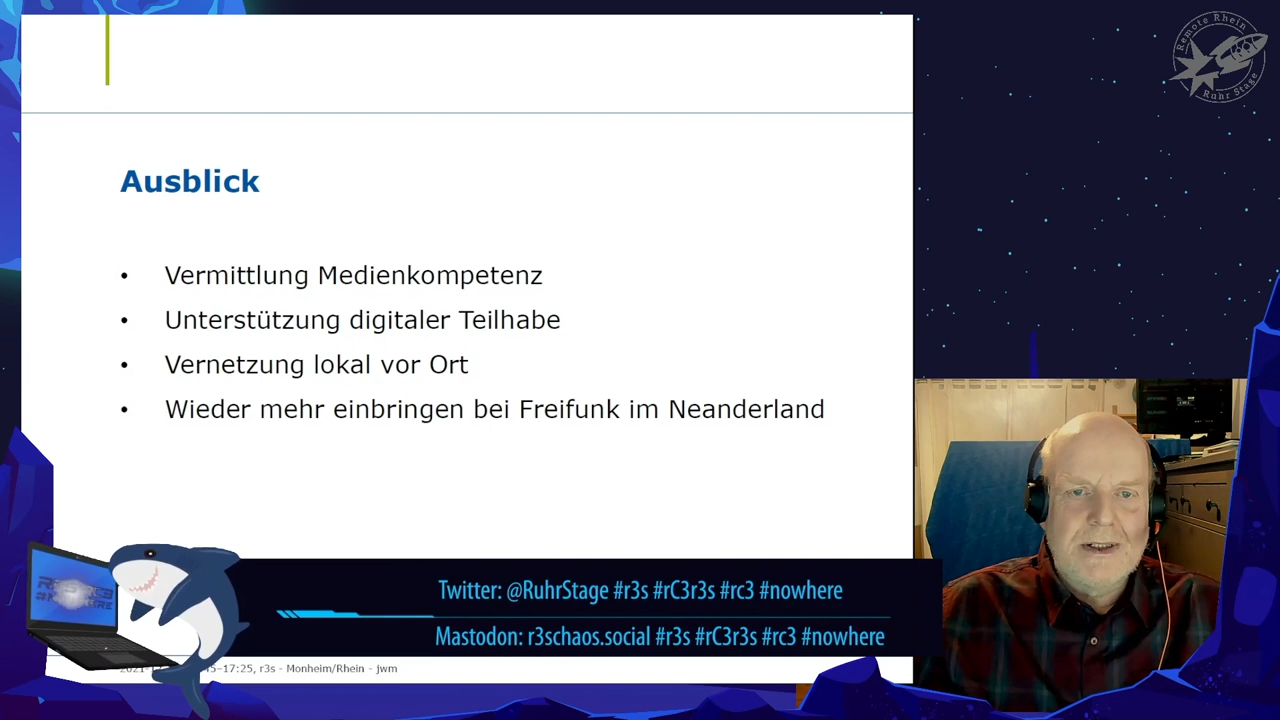 Remote Rhein
Ruhr Stage
Ausblick
• Vermittlung Medienkompetenz
• Unterstützung digitaler Teilhabe
• Vernetzung lokal vor Ort
• Wieder mehr einbringen bei Freifunk im Neanderland
Twitter: @RuhrStage #r3s #rC3r3s #rc3 #nowhere
Mastodon: r3schaos.social #r3s #rC3r3s #rc3 #nowhere
17:25, r3s - Monheim/Rhein - jwm